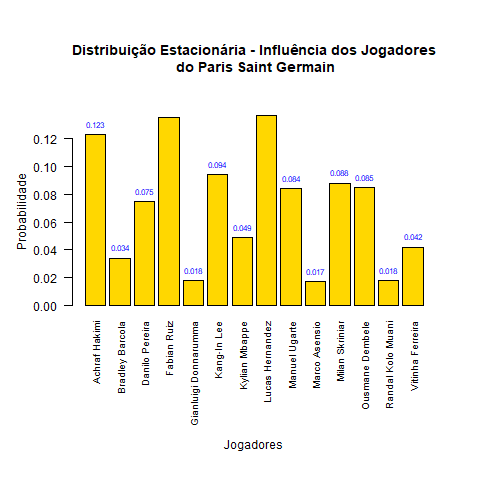 Distribuição Estacionária - Influência dos Jogadores
do Paris Saint Germain
Probabilidade
0.12
0.10
0.08
0.06
0.04
0.02
0.00
0.123
0.034
0.075
0.018
0.094
0.049
0.084
0.017
0.088
0.085
0.018
0.042
Achraf Hakimi
Bradley Barcola
Danilo Pereira
Fabian Ruiz
Gianluigi Donnarumma
Kang-In Lee
Kylian Mbappe
Lucas Hernandez
Manuel Ugarte
Marco Asensio
Milan Skriniar
Ousmane Dembele
Randal Kolo Muani
Vitinha Ferreira
Jogadores